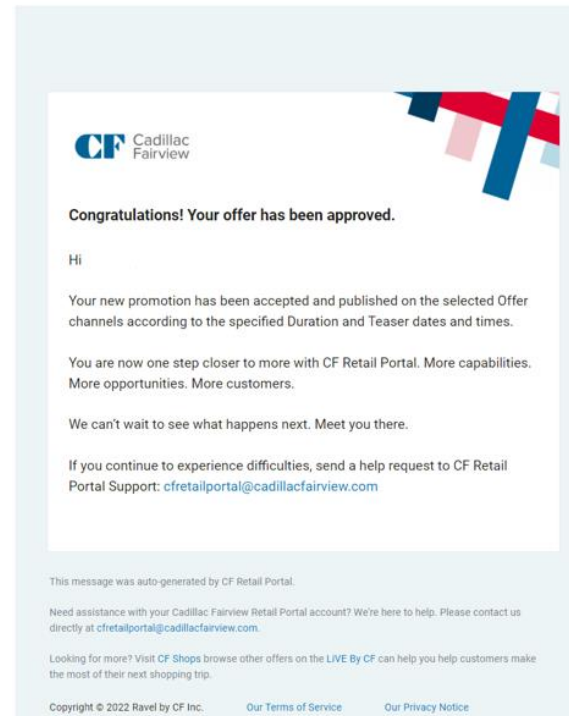 CF Cadillac
Fairview
Congratulations! Your offer has been approved.
Hi
Your new promotion has been accepted and published on the selected Offer
channels according to the specified Duration and Teaser dates and times.
You are now one step closer to more with CF Retail Portal. More capabilities.
More opportunities. More customers.
We can't wait to see what happens next. Meet you there.
If you continue to experience difficulties, send a help request to CF Retail
Portal Support: cfretailportal@cadillacfairview.com
This message was auto-generated by CF Retail Portal.
Need assistance with your Cadillac Fairview Retail Portal account? We're here to help. Please contact us
directly at cfretailportal@cadillacfairview.com.
Looking for more? Visit CF Shops browse other offers on the LiVE By CF can help you help customers make
the most of their next shopping trip.
Copyright © 2022 Ravel by CF Inc. Our Terms of Service Our Privacy Notice